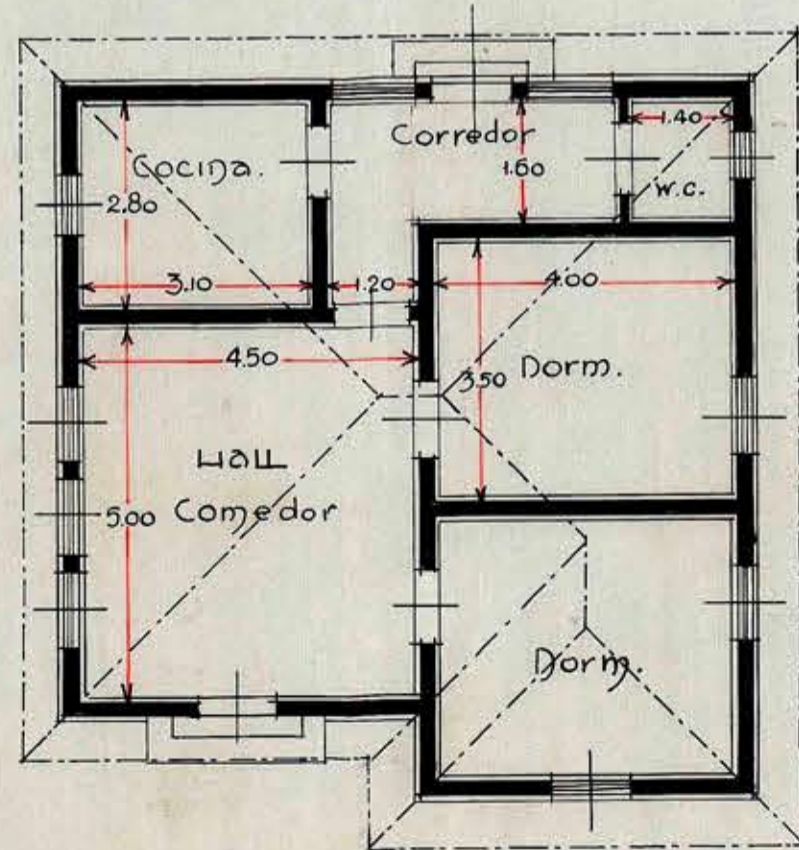 Corredor
1.40
Cocina.
1.60
W.C.
2.80
3.10
1.20
4.00
4.50
3.50
Dorm.
Hall
5.00
Comedor
Dorm.